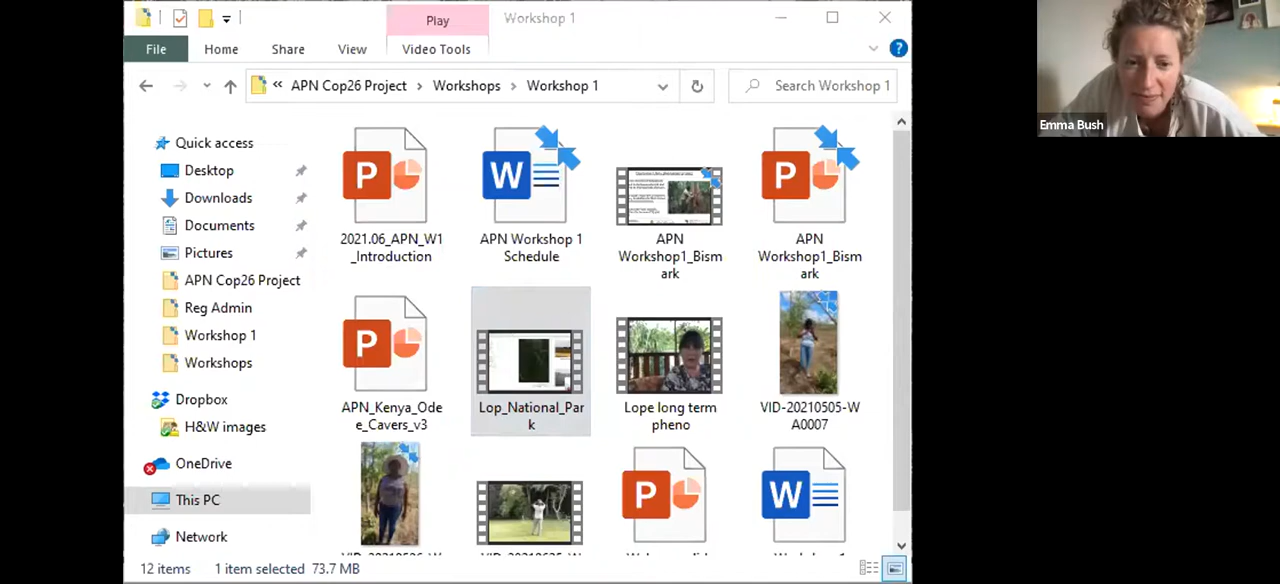 Play
Workshop 1
File
Home
Share
View
Video Tools
?
« APN Cop26 Project > Workshops > Workshop 1
Search Workshop 1
Quick access
Desktop
Downloads
Documents
Pictures
APN Cop26 Project
Reg Admin
Workshop 1
Workshops
Dropbox
H&W images
OneDrive
This PC
Network
P
2021.06_APN_W1
_Introduction
W
APN Workshop 1
Schedule
APN
Workshop1_Bism
ark
P
APN
Workshop1_Bism
ark
P
APN_Kenya_Ode
e_Cavers_v3
Lop_National_Par
k
Lope long term
pheno
VID-20210505-W
A0007
P
W
12 items
1 item selected 73.7 MB
Emma Bush